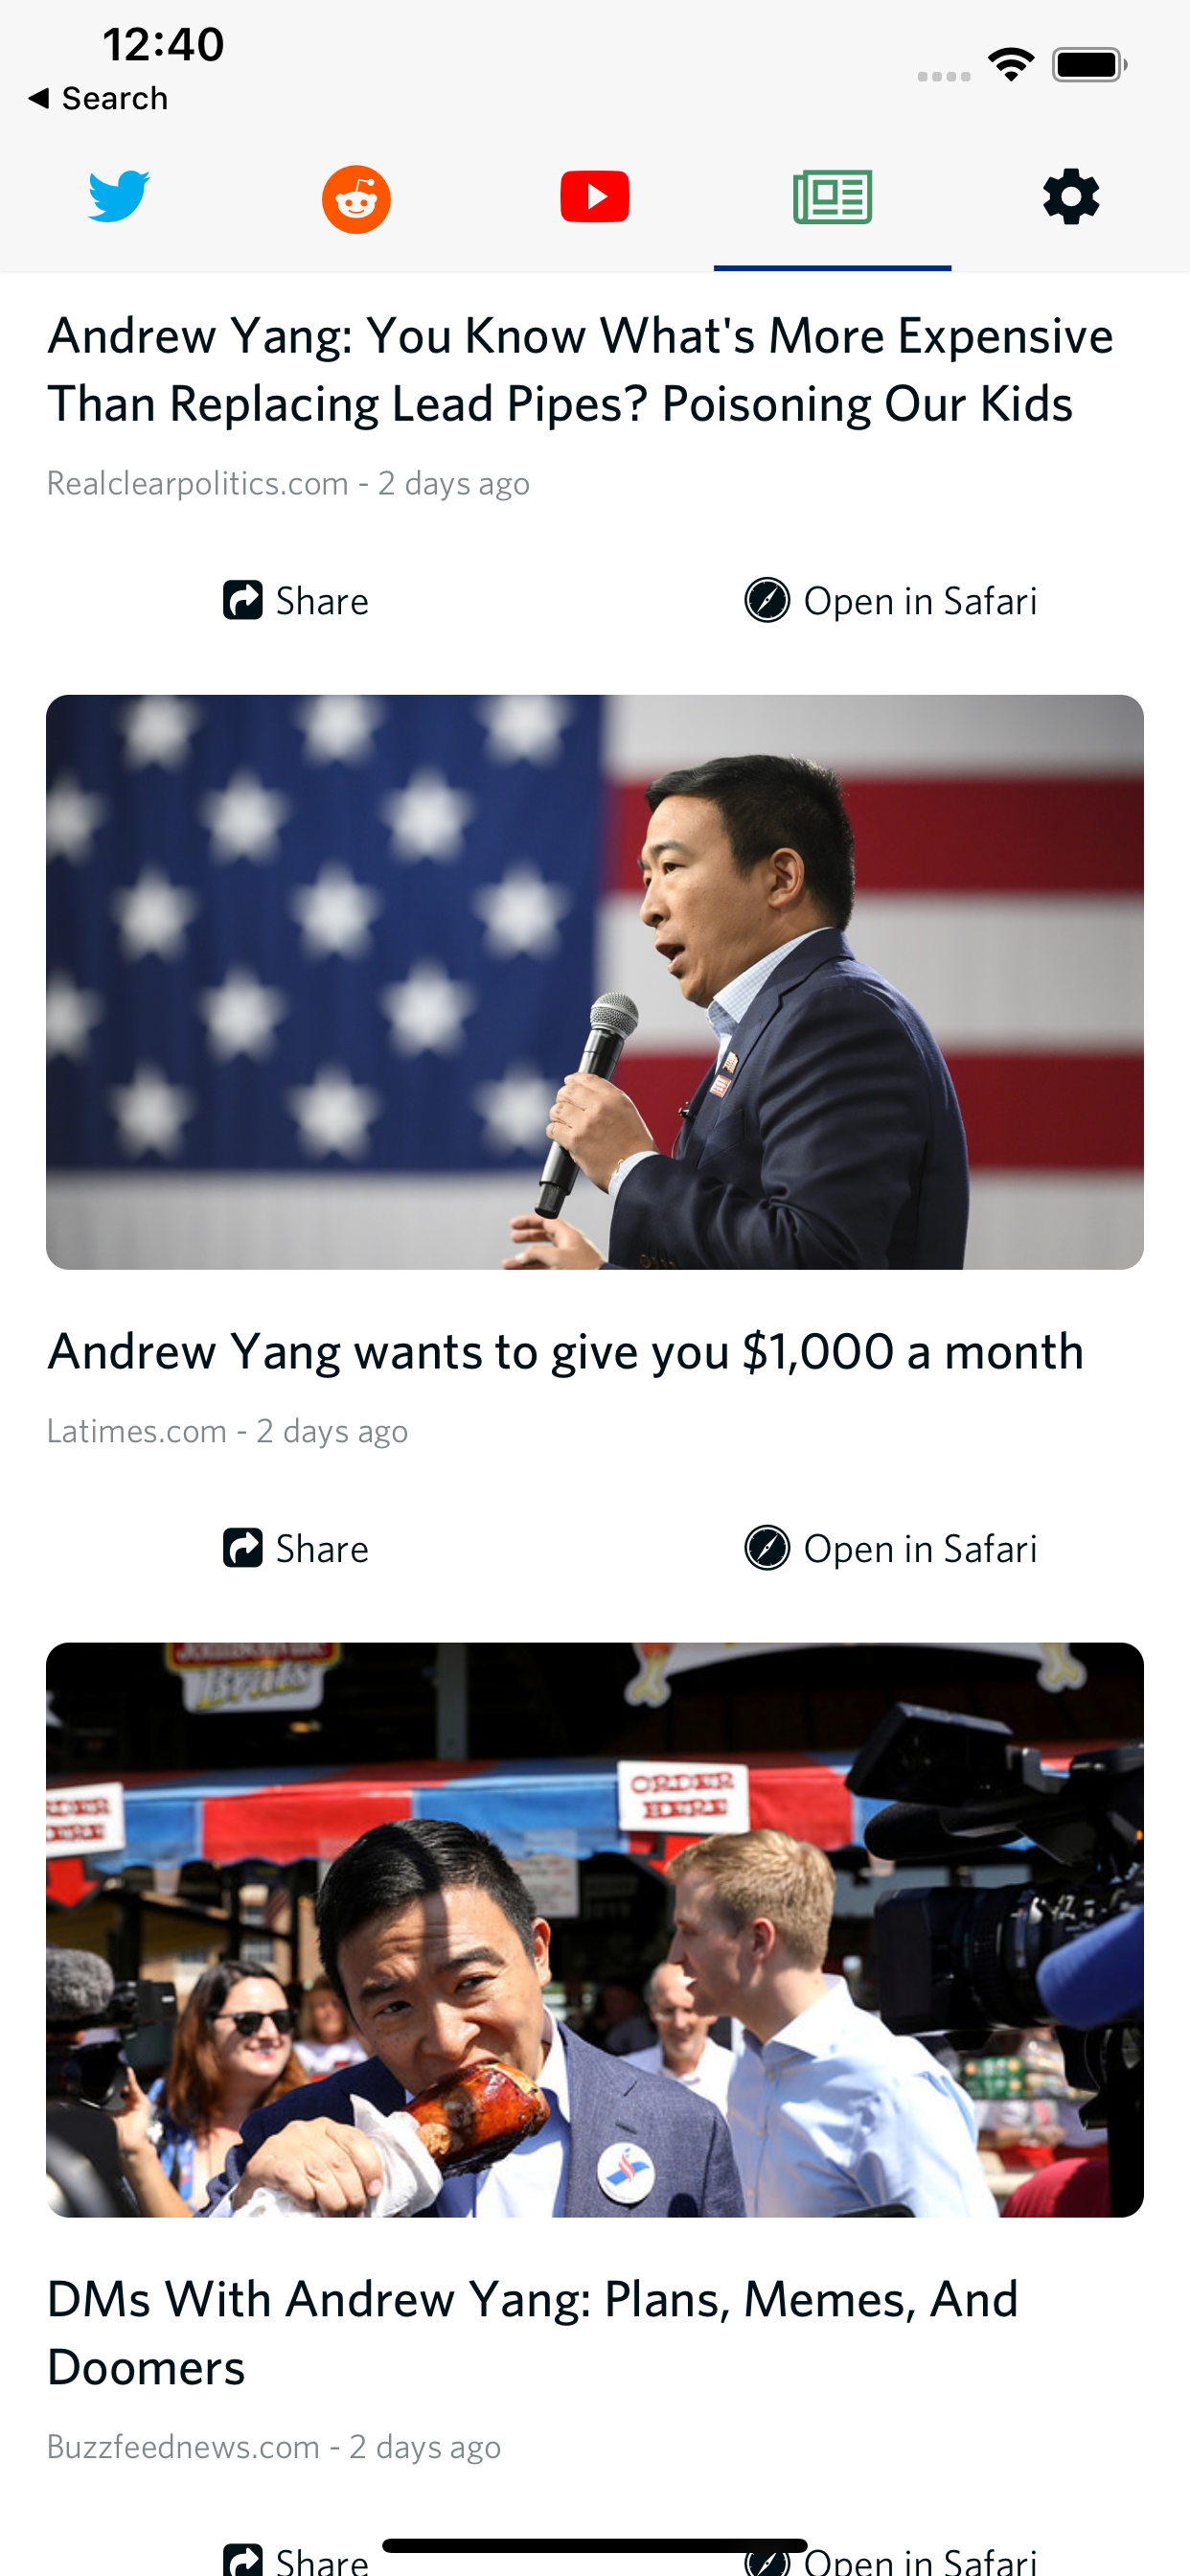 12:40
◀ Search
Andrew Yang: You Know What's More Expensive
Than Replacing Lead Pipes? Poisoning Our Kids
Realclearpolitics.com - 2 days ago
Share
Open in Safari
Andrew Yang wants to give you $1,000 a month
Latimes.com - 2 days ago
Share
Open in Safari
Brats
ORDER
DMs With Andrew Yang: Plans, Memes, And
Doomers
Buzzfeednews.com - 2 days ago
Share
Open in Safari